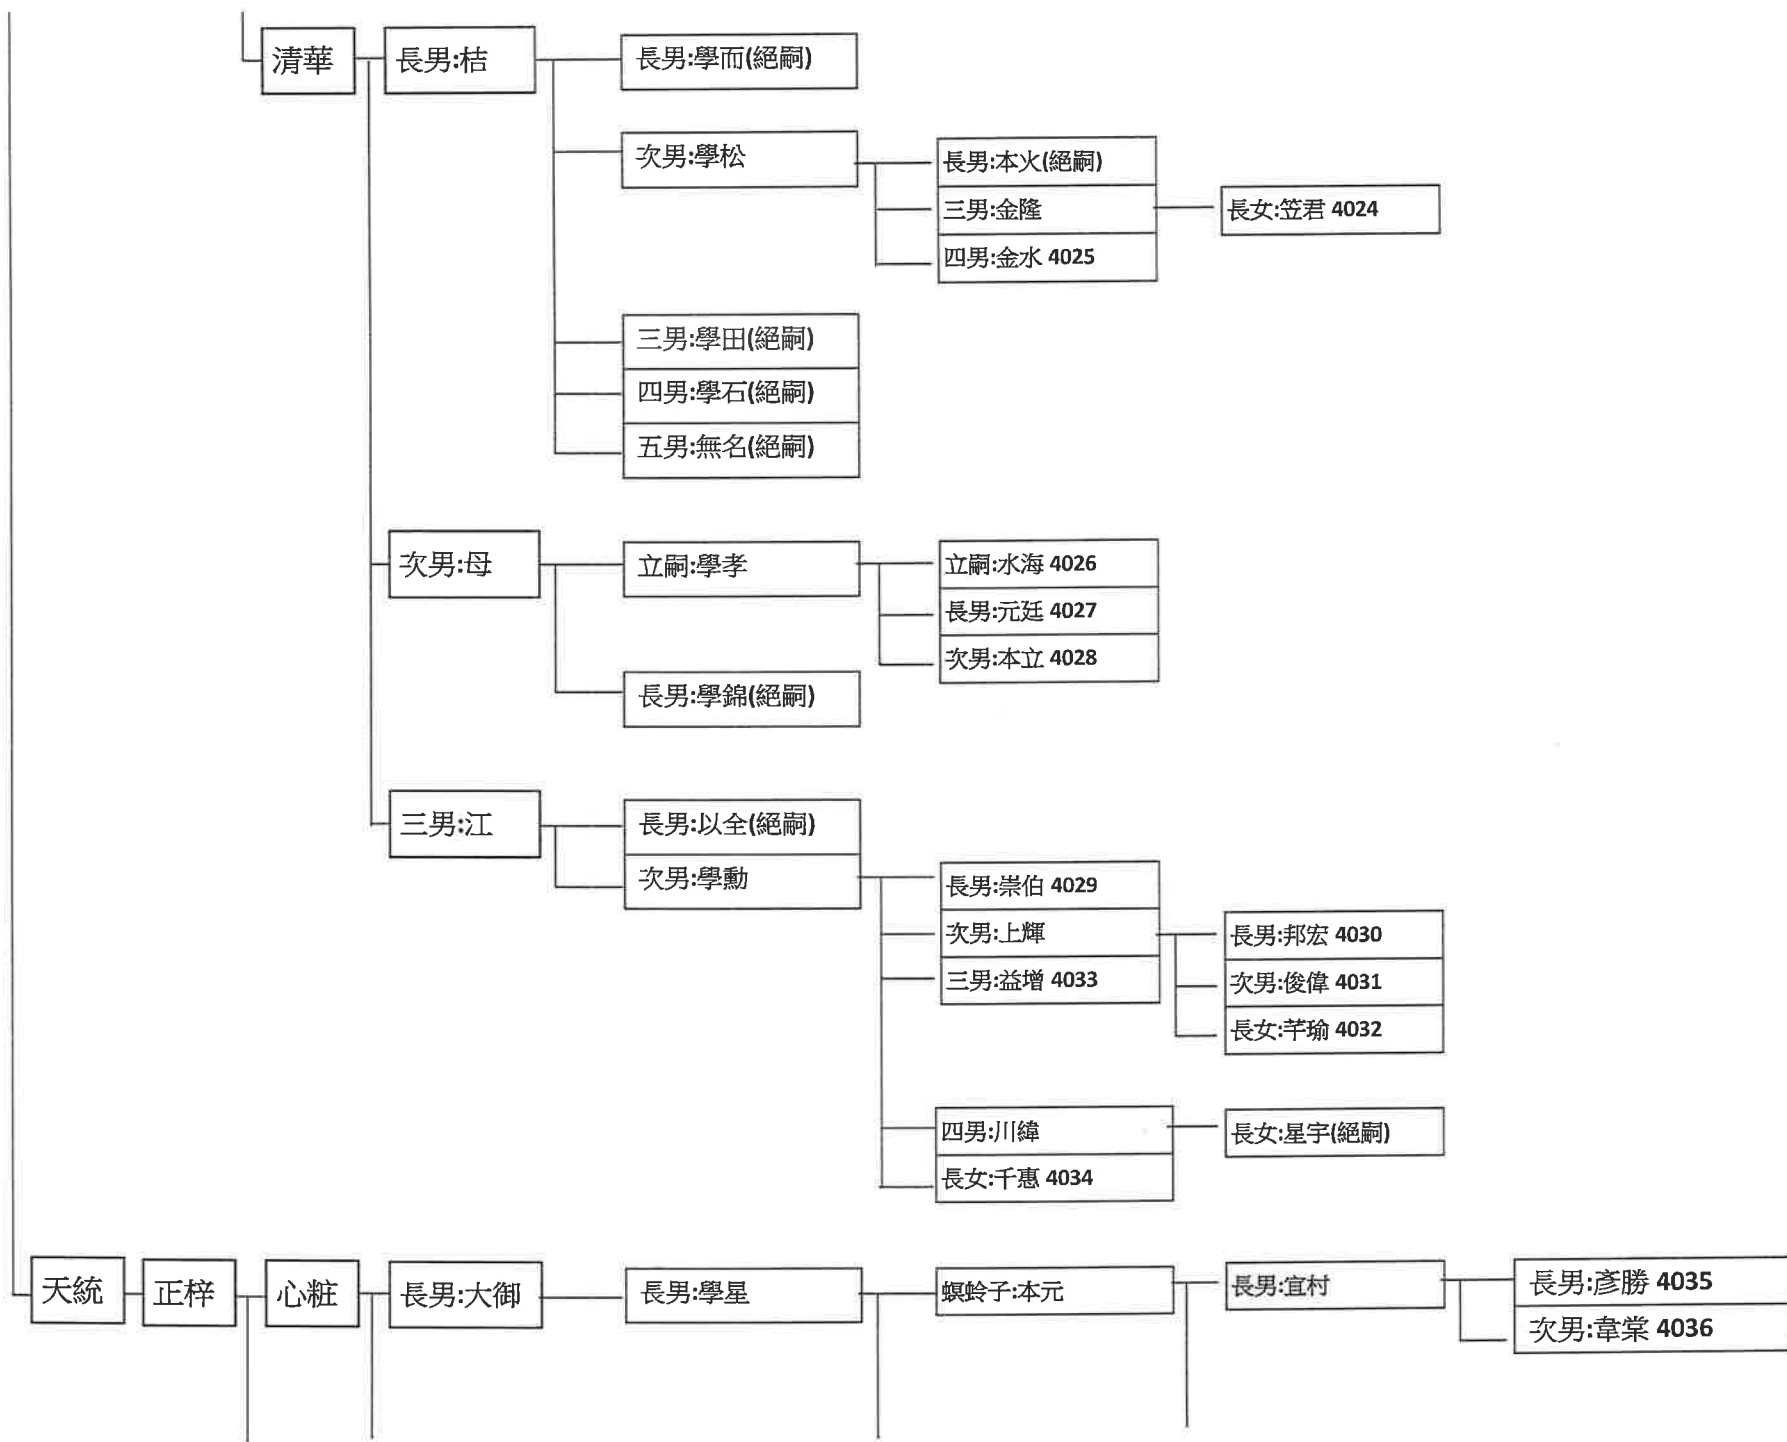 清華
長男:桔
長男:學而(絕嗣)
次男:學松
長男:本火(絕嗣)
三男:金隆
長女:笠君 4024
四男:金水 4025
三男:學田(絕嗣)
四男:學石(絕嗣)
五男:無名(絕嗣)
次男:母
立嗣:學孝
立嗣:水海 4026
長男:元廷 4027
次男:本立 4028
長男:學錦(絕嗣)
三男:江
長男:以全(絕嗣)
次男:學勳
長男:崇伯 4029
次男:上輝
長男:邦宏 4030
次男:俊偉 4031
長女:芊瑜 4032
三男:益增 4033
四男:川緯
長女:星宇(絕嗣)
長女:千惠 4034
天統
正梓
心粧
長男:大御
長男:學星
螟蛉子:本元
長男:宜村
長男:彥勝 4035
次男:韋棠 4036